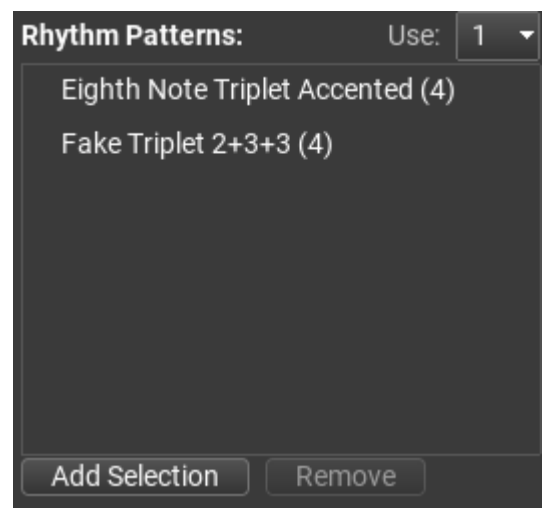 Rhythm Patterns: Use: 1
Eighth Note Triplet Accented (4)
Fake Triplet 2+3+3 (4)
Add Selection Remove